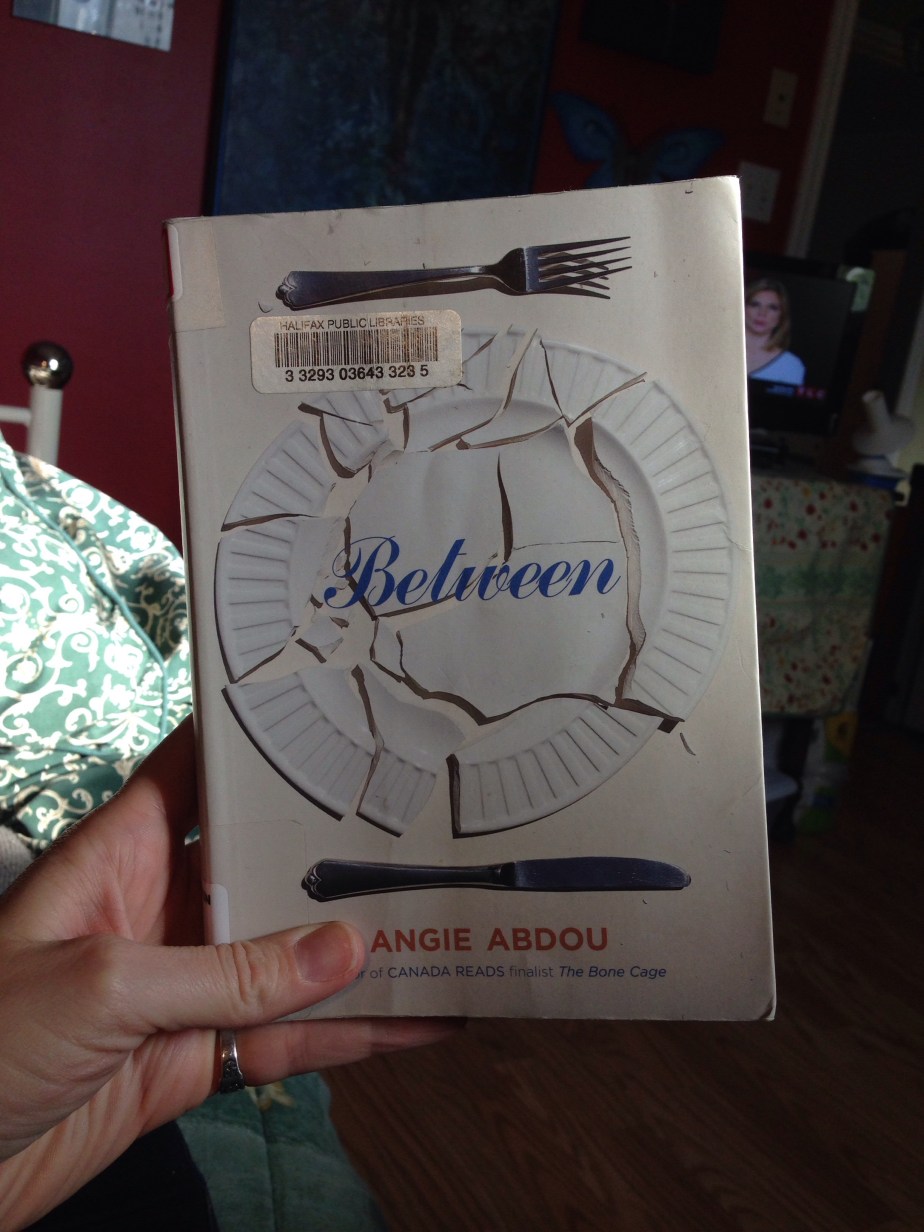 HALIFAX PUBLIC LIBRARIES
3 3293 03643 323 5
Between
ANGIE ABDOU
of CANADA READS finalist The Bone Cage